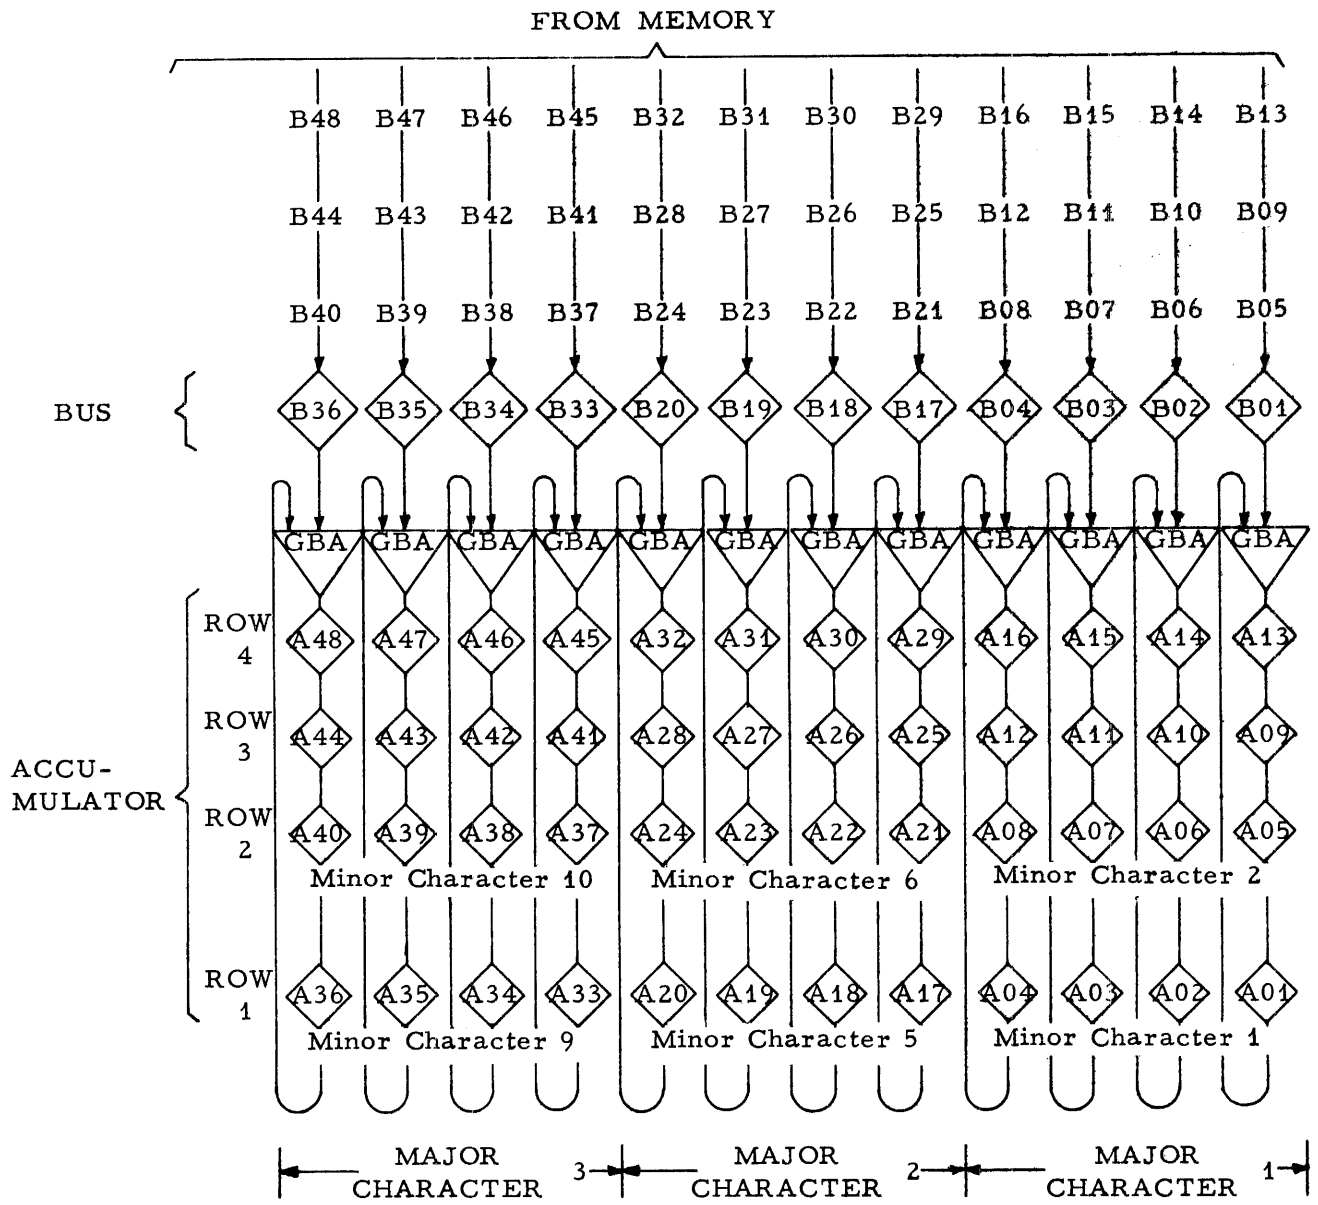 FROM MEMORY
B48 B47 B46 B45 B32 B31 B30 B29 B16 B15 B14 B13
B44 B43 B42 B41 B28 B27 B26 B25 B12 B11 B10 B09
B40 B39 B38 B37 B24 B23 B22 B21 B08 B07 B06 B05
BUS
B36 B35 B34 B33 B20 B19 B18 B17 B04 B03 B02 B01
GBA GBA GBA GBA GBA GBA GBA GBA GBA GBA GBA GBA
ACCU-
MULATOR
ROW
4
A48 A47 A46 A45 A32 A31 A30 A29 A16 A15 A14 A13
ROW
3
A44 A43 A42 A41 A28 A27 A26 A25 A12 A11 A10 A09
ROW
2
A40 A39 A38 A37 A24 A23 A22 A21 A08 A07 A06 A05
Minor Character 10 Minor Character 6 Minor Character 2
ROW
1
A36 A35 A34 A33 A20 A19 A18 A17 A04 A03 A02 A01
Minor Character 9 Minor Character 5 Minor Character 1
MAJOR
CHARACTER 3
MAJOR
CHARACTER 2
MAJOR
CHARACTER 1